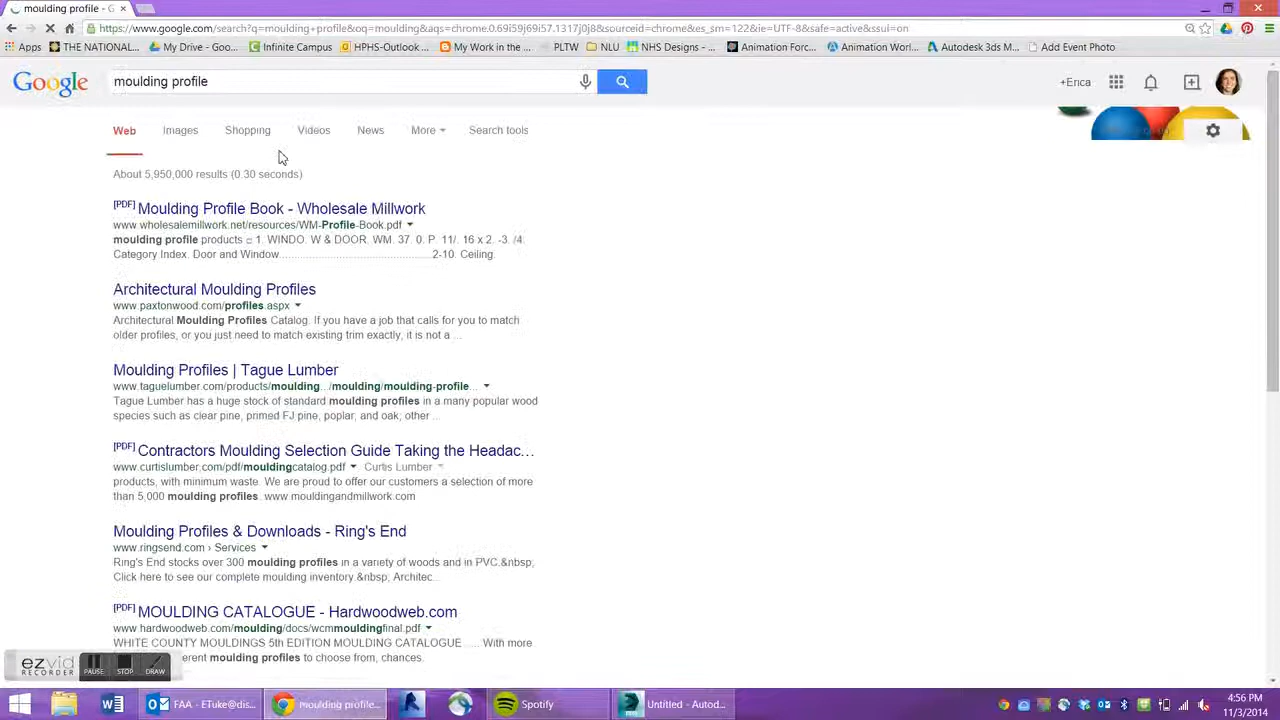 moulding profile - G
https://www.google.com/search?q=moulding+profile&oq=moulding&aqs=chrome.0.69i59j69i57.1317j0j8&sourceid=chrome&es_sm=122&ie=UTF-8&safe=active&ssui=on
Apps THE NATIONAL... My Drive - Goo... Infinite Campus HPHS-Outlook ... My Work in the ... PLTW NLU NHS Designs - ... Animation Forc... Animation Worl... Autodesk 3ds M... Add Event Photo
Google moulding profile +Erica
Web Images Shopping Videos News More Search tools
About 5,950,000 results (0.30 seconds)
[PDF] Moulding Profile Book - Wholesale Millwork
www.wholesalemillwork.net/resources/WM-Profile-Book.pdf
moulding profile products c 1. WINDO. W & DOOR. WM. 37. 0. P. 11/. 16 x 2. -3. /4.
Category Index. Door and Window............................................2-10. Ceiling.
Architectural Moulding Profiles
www.paxtonwood.com/profiles.aspx
Architectural Moulding Profiles Catalog. If you have a job that calls for you to match
older profiles, or you just need to match existing trim exactly, it is not a ...
Moulding Profiles | Tague Lumber
www.taguelumber.com/products/moulding.../moulding/moulding-profile...
Tague Lumber has a huge stock of standard moulding profiles in a many popular wood
species such as clear pine, primed FJ pine, poplar, and oak; other ...
[PDF] Contractors Moulding Selection Guide Taking the Headac...
www.curtislumber.com/pdf/mouldingcatalog.pdf Curtis Lumber
products, with minimum waste. We are proud to offer our customers a selection of more
than 5,000 moulding profiles. www.mouldingandmillwork.com
Moulding Profiles & Downloads - Ring's End
www.ringsend.com › Services
Ring's End stocks over 300 moulding profiles in a variety of woods and in PVC.&nbsp;
Click here to see our complete moulding inventory.&nbsp; Architec...
[PDF] MOULDING CATALOGUE - Hardwoodweb.com
www.hardwoodweb.com/moulding/docs/wcmmouldingfinal.pdf
WHITE COUNTY MOULDINGS 5th EDITION MOULDING CATALOGUE ..... With more
erent moulding profiles to choose from, chances.
ezvid
RECORDER PAUSE STOP DRAW
FAA - ETuke@dis... moulding profile... Spotify Untitled - Autod... 4:56 PM
11/3/2014